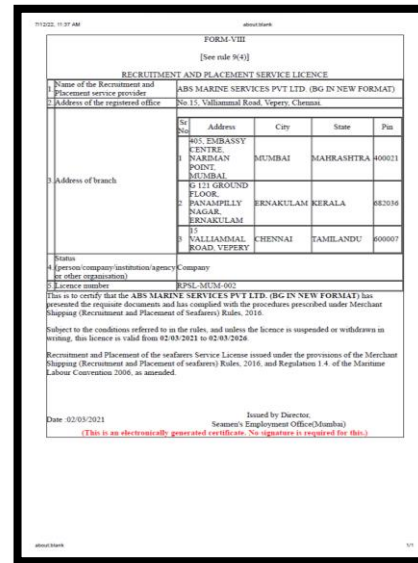 7/12/22, 11:37 AM about:blank
FORM-VIII
[See rule 9(4)]
RECRUITMENT AND PLACEMENT SERVICE LICENCE
1. Name of the Recruitment and Placement service provider ABS MARINE SERVICES PVT LTD. (BG IN NEW FORMAT)
2. Address of the registered office No.15, Valliammal Road, Vepery, Chennai.
3. Address of branch
Sr No Address City State Pin
1 405, EMBASSY CENTRE, NARIMAN POINT, MUMBAI, MUMBAI MAHRASHTRA 400021
2 G 121 GROUND FLOOR, PANAMPILLY NAGAR, ERNAKULAM ERNAKULAM KERALA 682036
3 15 VALLIAMMAL ROAD, VEPERY CHENNAI TAMILANDU 600007
4. Status (person/company/institution/agency or other organisation) Company
5. Licence number RPSL-MUM-002
This is to certify that the ABS MARINE SERVICES PVT LTD. (BG IN NEW FORMAT) has
presented the requisite documents and has complied with the procedures prescribed under Merchant
Shipping (Recruitment and Placement of Seafarers) Rules, 2016.
Subject to the conditions referred to in the rules, and unless the licence is suspended or withdrawn in
writing, this licence is valid from 02/03/2021 to 02/03/2026.
Recruitment and Placement of the seafares Service License issued under the provisions of the Merchant
Shipping (Recruitment and Placement of seafarers) Rules, 2016, and Regulation 1.4. of the Maritime
Labour Convention 2006, as amended.
Issued by Director,
Date :02/03/2021 Seamen's Employment Office(Mumbai)
(This is an electronically generated certificate. No signature is required for this.)
about:blank 1/1